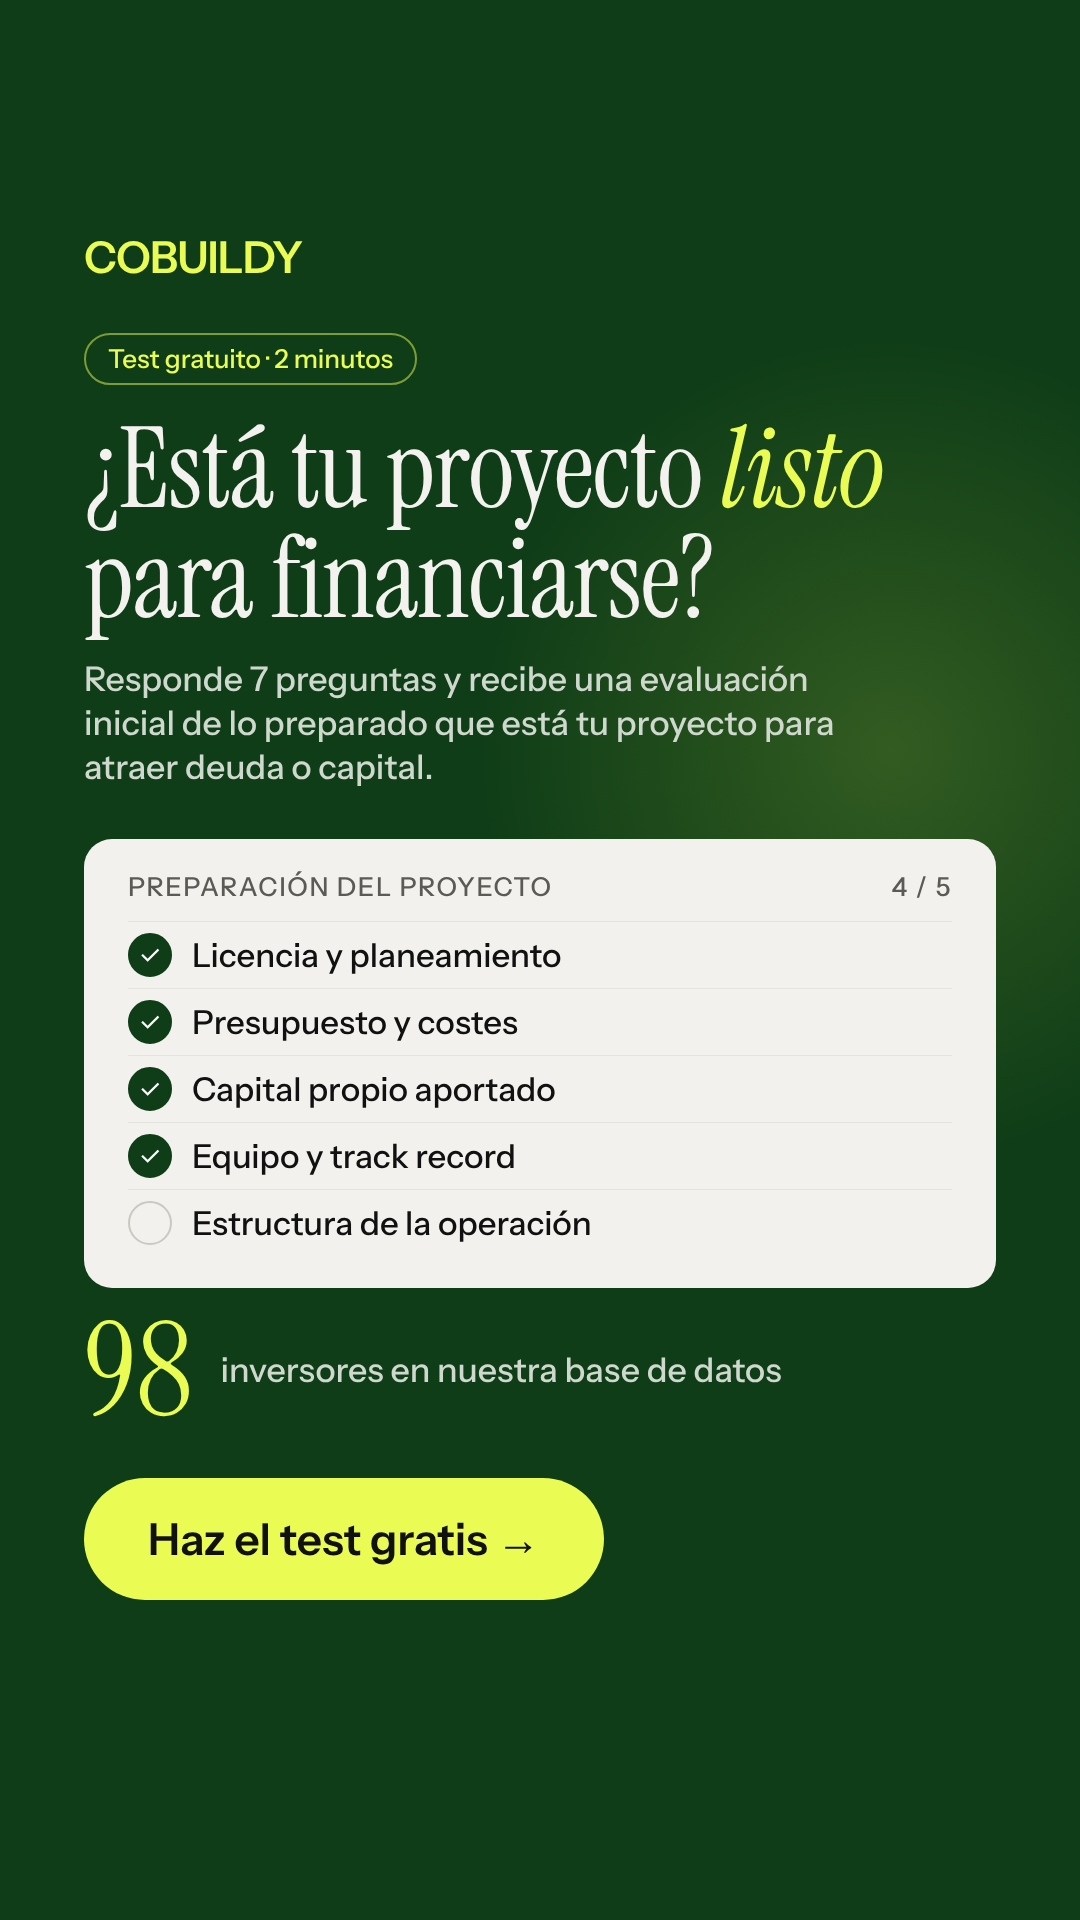 COBUILDY
Test gratuito · 2 minutos
¿Está tu proyecto listo
para financiarse?
Responde 7 preguntas y recibe una evaluación
inicial de lo preparado que está tu proyecto para
atraer deuda o capital.
PREPARACIÓN DEL PROYECTO 4 / 5
Licencia y planeamiento
Presupuesto y costes
Capital propio aportado
Equipo y track record
Estructura de la operación
98 inversores en nuestra base de datos
Haz el test gratis →